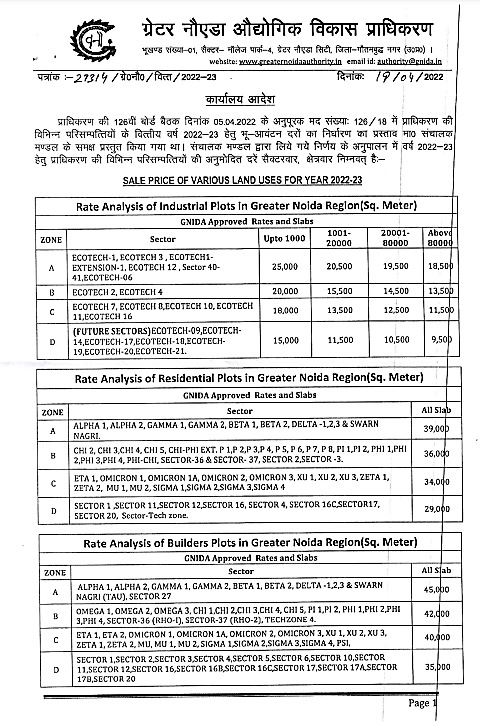 ग्रेटर नौएडा औद्योगिक विकास प्राधिकरण
भूखण्ड संख्या–01, सैक्टर– नॉलेज पार्क–4, ग्रेटर नौएडा सिटी, जिला–गौतमबुद्ध नगर (उ0प्र0) ।
website: www.greaternoidaauthority.in email id: authority@gnida.in
पत्रांक :-27314/ग्रे0नौ0/वित्त/2022–23 दिनांकः 19/04/2022
कार्यालय आदेश
प्राधिकरण की 126वीं बोर्ड बैठक दिनांक 05.04.2022 के अनुपूरक मद संख्याः 126/18 में प्राधिकरण की
विभिन्न परिसम्पत्तियों के वित्तीय वर्ष 2022–23 हेतु भू–आवंटन दरों का निर्धारण का प्रस्ताव मा0 संचालक
मण्डल के समक्ष प्रस्तुत किया गया था। संचालक मण्डल द्वारा लिये गये निर्णय के अनुपालन में वर्ष 2022–23
हेतु प्राधिकरण की विभिन्न परिसम्पत्तियों की अनुमोदित दरें सैक्टरवार, क्षेत्रवार निम्नवत् है:–
SALE PRICE OF VARIOUS LAND USES FOR YEAR 2022-23
Rate Analysis of Industrial Plots in Greater Noida Region(Sq. Meter)
GNIDA Approved Rates and Slabs
ZONE Sector Upto 1000 1001-20000 20001-80000 Above 80000
A ECOTECH-1, ECOTECH 3 , ECOTECH1-
EXTENSION-1, ECOTECH 12 , Sector 40-
41,ECOTECH-06 25,000 20,500 19,500 18,500
B ECOTECH 2, ECOTECH 4 20,000 15,500 14,500 13,500
C ECOTECH 7, ECOTECH 8,ECOTECH 10, ECOTECH
11,ECOTECH 16 18,000 13,500 12,500 11,500
D (FUTURE SECTORS)ECOTECH-09,ECOTECH-
14,ECOTECH-17,ECOTECH-18,ECOTECH-
19,ECOTECH-20,ECOTECH-21. 15,000 11,500 10,500 9,500
Rate Analysis of Residential Plots in Greater Noida Region(Sq. Meter)
GNIDA Approved Rates and Slabs
ZONE Sector All Slab
A ALPHA 1, ALPHA 2, GAMMA 1, GAMMA 2, BETA 1, BETA 2, DELTA -1,2,3 & SWARN
NAGRI. 39,000
B CHI 2, CHI 3,CHI 4, CHI 5, CHI-PHI EXT. P 1,P 2,P 3,P 4, P 5, P 6, P 7, P 8, PI 1,PI 2, PHI 1,PHI
2,PHI 3,PHI 4, PHI-CHI, SECTOR-36 & SECTOR- 37, SECTOR 2,SECTOR -3. 36,000
C ETA 1, OMICRON 1, OMICRON 1A, OMICRON 2, OMICRON 3, XU 1, XU 2, XU 3, ZETA 1,
ZETA 2, MU 1, MU 2, SIGMA 1,SIGMA 2,SIGMA 3,SIGMA 4 34,000
D SECTOR 1 ,SECTOR 11,SECTOR 12,SECTOR 16, SECTOR 4, SECTOR 16C,SECTOR17,
SECTOR 20, Sector-Tech zone. 29,000
Rate Analysis of Builders Plots in Greater Noida Region(Sq. Meter)
GNIDA Approved Rates and Slabs
ZONE Sector All Slab
A ALPHA 1, ALPHA 2, GAMMA 1, GAMMA 2, BETA 1, BETA 2, DELTA -1,2,3 & SWARN
NAGRI (TAU), SECTOR 27 45,000
B OMEGA 1, OMEGA 2, OMEGA 3, CHI 1,CHI 2,CHI 3,CHI 4, CHI 5, PI 1,PI 2, PHI 1,PHI 2,PHI
3,PHI 4, SECTOR-36 (RHO-I), SECTOR-37 (RHO-2), TECHZONE 4. 42,000
C ETA 1, ETA 2, OMICRON 1, OMICRON 1A, OMICRON 2, OMICRON 3, XU 1, XU 2, XU 3,
ZETA 1, ZETA 2, MU, MU 1, MU 2, SIGMA 1,SIGMA 2,SIGMA 3,SIGMA 4, PSI, 40,000
D SECTOR 1,SECTOR 2,SECTOR 3,SECTOR 4,SECTOR 5,SECTOR 6,SECTOR 10,SECTOR
11,SECTOR 12,SECTOR 16,SECTOR 16B,SECTOR 16C,SECTOR 17,SECTOR 17A,SECTOR
17B,SECTOR 20 35,000
Page 1